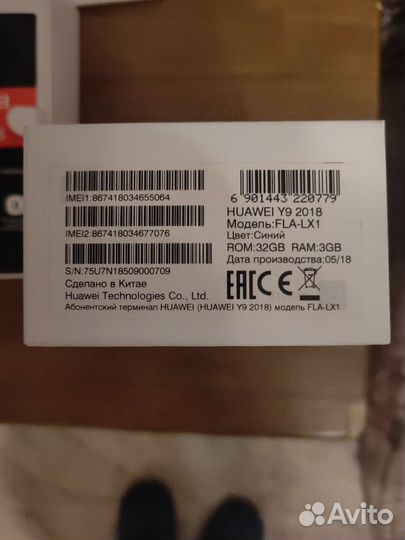 IMEI1:867418034655064
IMEI2:867418034677076
S/N:75U7N18509000709
Сделано в Китае
Huawei Technologies Co., Ltd.
Абонентский терминал HUAWEI (HUAWEI Y9 2018) модель FLA-LX1
6 901443 220779
HUAWEI Y9 2018
Модель:FLA-LX1
Цвет:Синий
ROM:32GB RAM:3GB
Дата производства:05/18
EAC CE
Avito